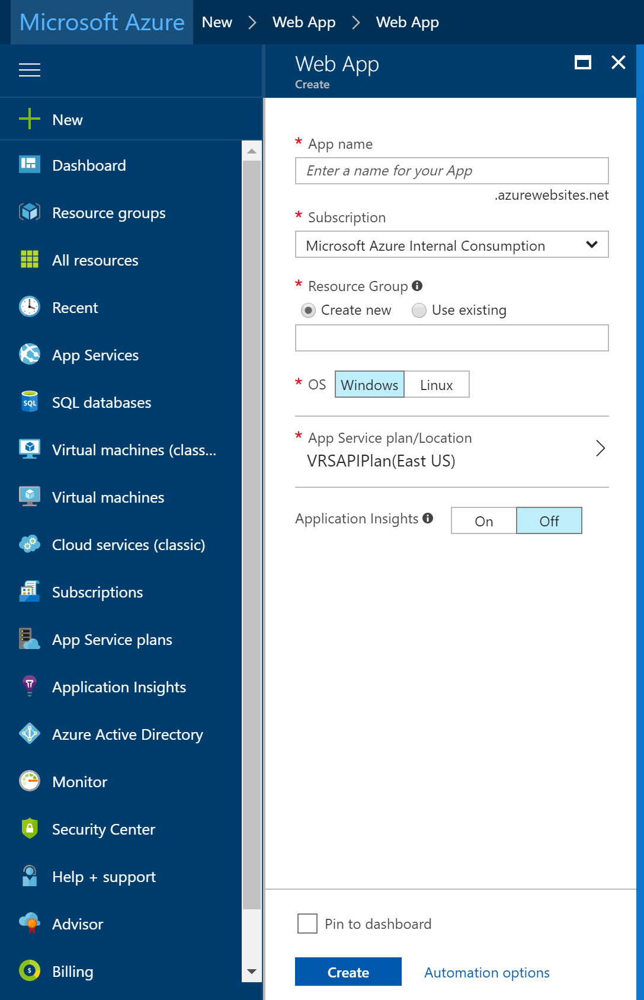 Microsoft Azure New Web App Web App
Web App
Create
New
Dashboard
Resource groups
All resources
Recent
App Services
SQL
SQL databases
Virtual machines (class...
Virtual machines
Cloud services (classic)
Subscriptions
App Service plans
Application Insights
Azure Active Directory
Monitor
Security Center
Help + support
Advisor
$
Billing
* App name
Enter a name for your App
.azurewebsites.net
* Subscription
Microsoft Azure Internal Consumption
* Resource Group
Create new Use existing
* OS Windows Linux
* App Service plan/Location
VRSAPIPlan(East US)
Application Insights On Off
Pin to dashboard
Create Automation options